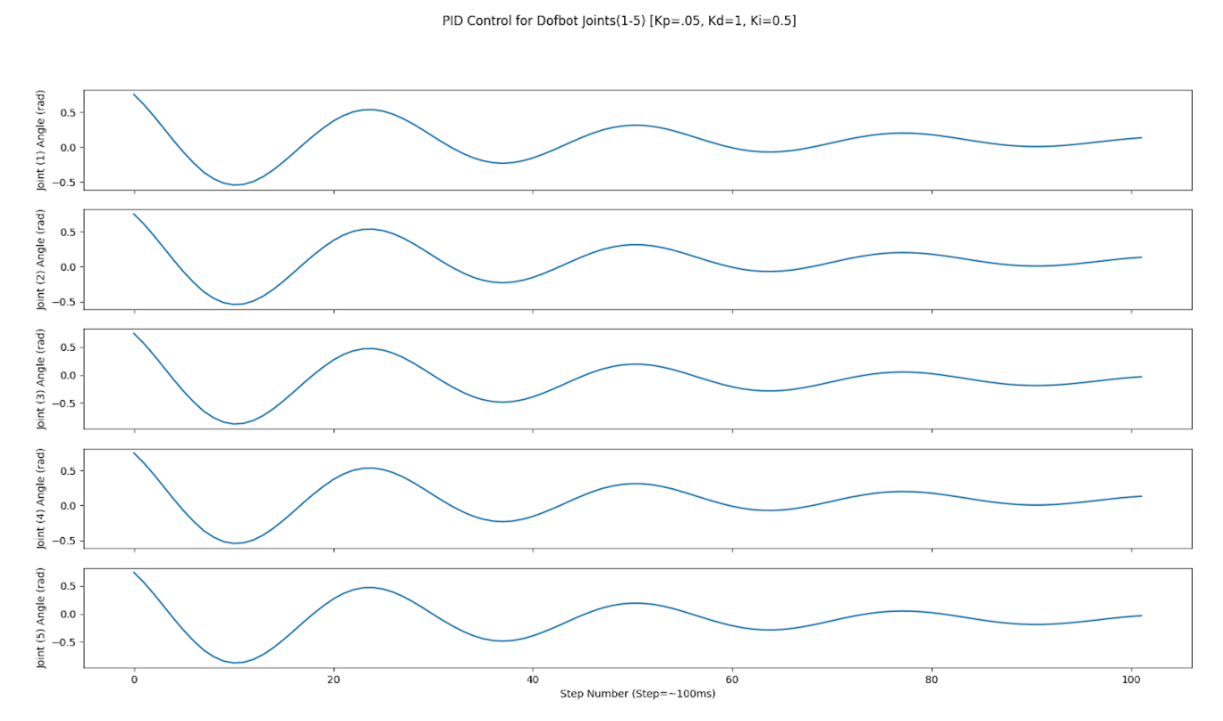 PID Control for Dofbot Joints(1-5) [Kp=.05, Kd=1, Ki=0.5]
Joint (1) Angle (rad)
0.5
0.0
−0.5
Joint (2) Angle (rad)
0.5
0.0
−0.5
Joint (3) Angle (rad)
0.5
0.0
−0.5
Joint (4) Angle (rad)
0.5
0.0
−0.5
Joint (5) Angle (rad)
0.5
0.0
−0.5
0 20 40 60 80 100
Step Number (Step=~100ms)